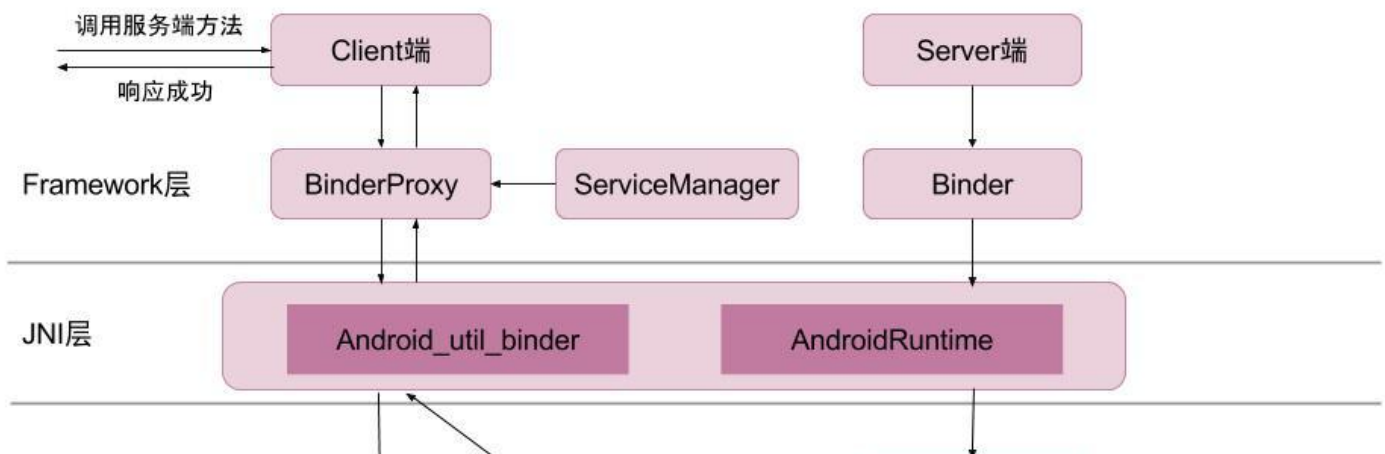 调用服务端方法
Client端
Server端
响应成功
Framework层
BinderProxy
ServiceManager
Binder
JNI层
Android_util_binder
AndroidRuntime